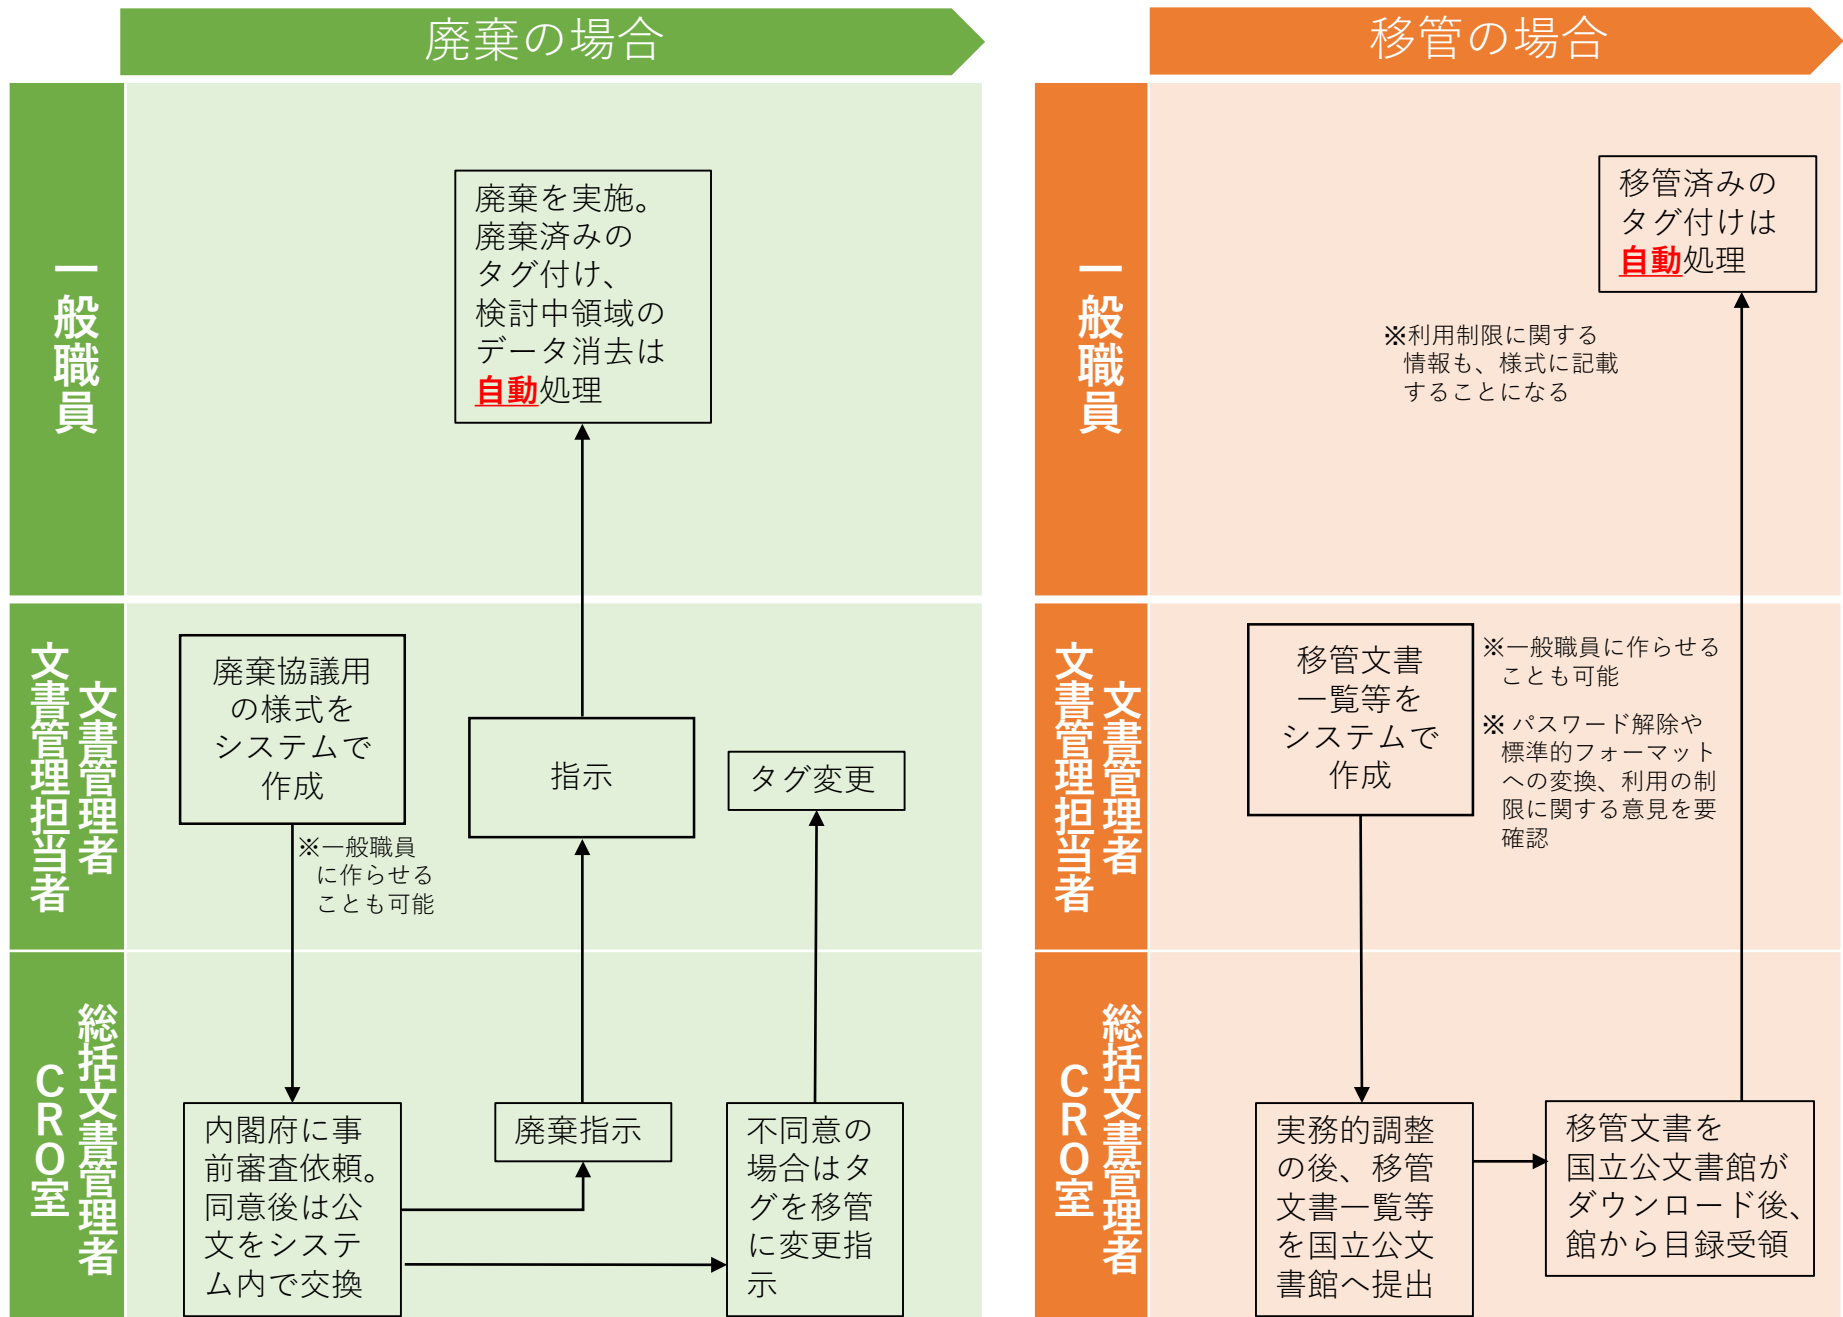 廃棄の場合
一般職員
廃棄を実施。
廃棄済みの
タグ付け、
検討中領域の
データ消去は
自動処理
文書管理者
文書管理担当者
廃棄協議用
の様式を
システムで
作成
※一般職員
に作らせる
ことも可能
指示
タグ変更
総括文書管理者
ＣＲＯ室
内閣府に事
前審査依頼。
同意後は公
文をシステ
ム内で交換
廃棄指示
不同意の
場合はタ
グを移管
に変更指
示
移管の場合
一般職員
移管済みの
タグ付けは
自動処理
※利用制限に関する
情報も、様式に記載
することになる
文書管理者
文書管理担当者
移管文書
一覧等を
システムで
作成
※一般職員に作らせる
ことも可能
※ パスワード解除や
標準的フォーマット
への変換、利用の制
限に関する意見を要
確認
総括文書管理者
ＣＲＯ室
実務的調整
の後、移管
文書一覧等
を国立公文
書館へ提出
移管文書を
国立公文書館が
ダウンロード後、
館から目録受領